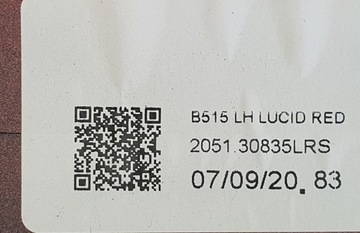 B515 LH LUCID RED
2051.30835LRS
07/09/20. 83